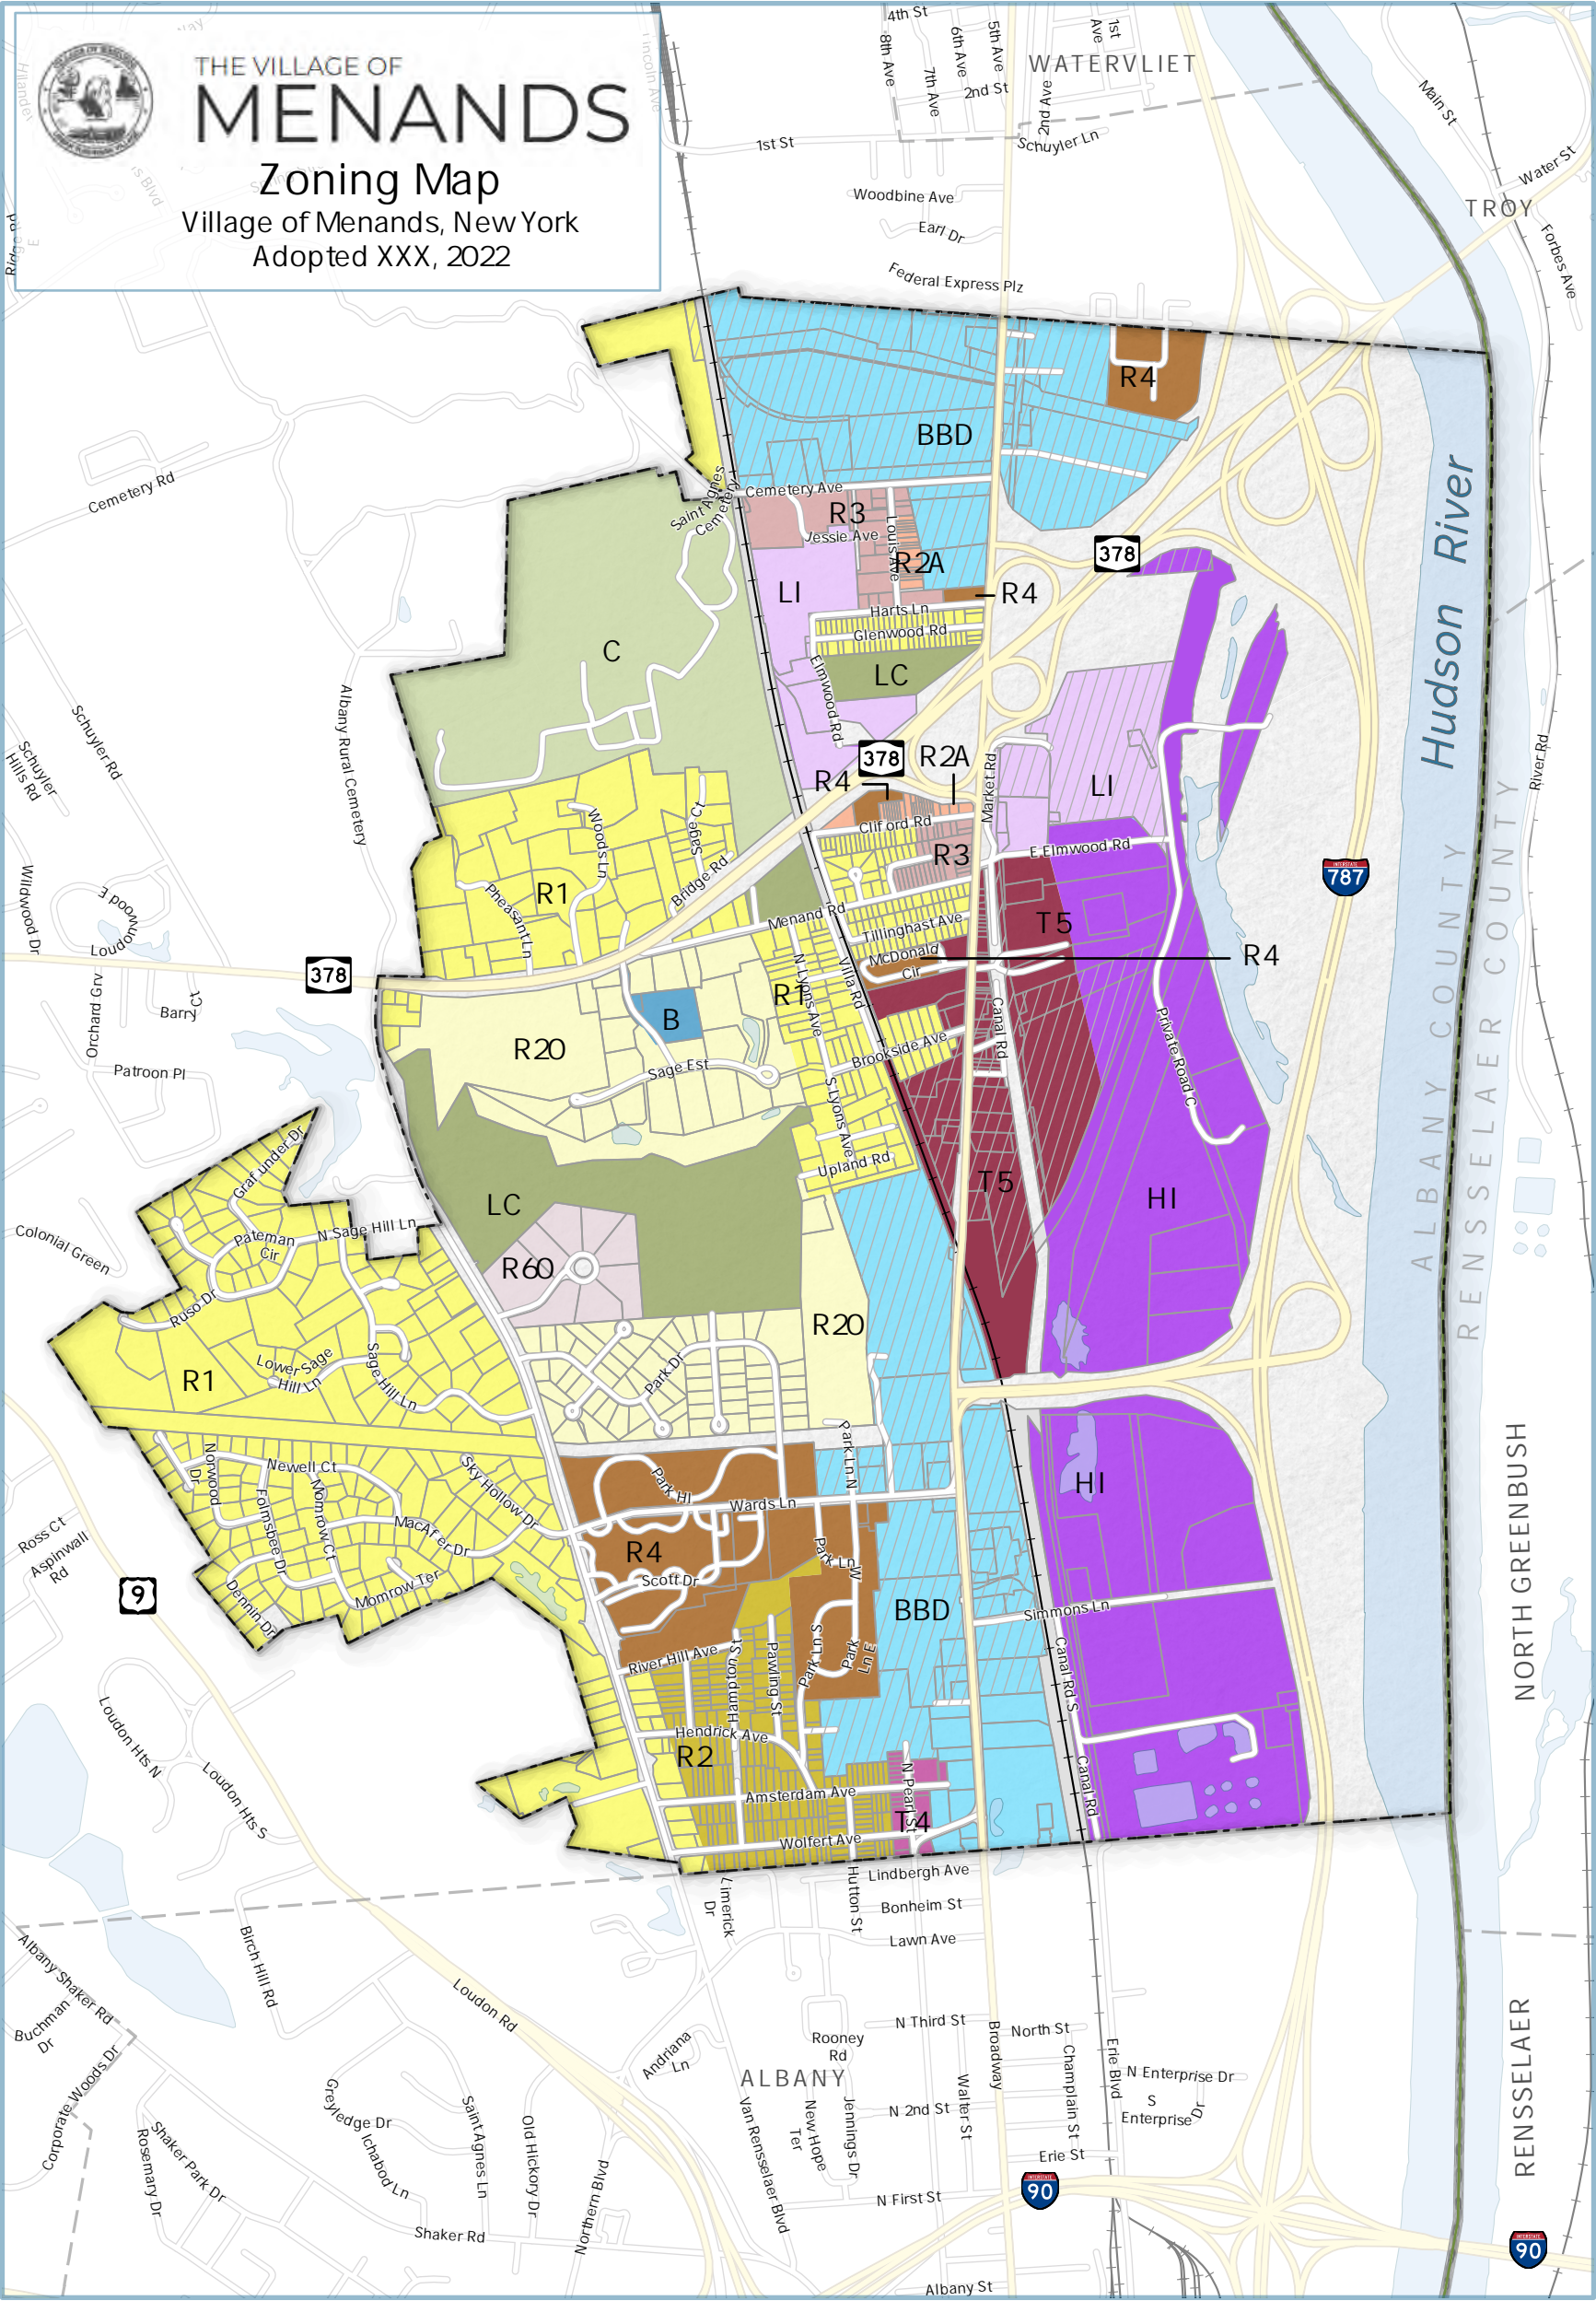 THE VILLAGE OF
MENANDS
Zoning Map
Village of Menands, New York
Adopted XXX, 2022
4th St
8th Ave
7th Ave
6th Ave
5th Ave
1st Ave
2nd St
2nd Ave
WATERVLIET
1st St
Schuyler Ln
Lincoln Ave
Main St
Water St
TROY
Forbes Ave
Woodbine Ave
Earl Dr
Federal Express Plz
R4
BBD
Cemetery Rd
Saint Agnes Cemetery
Cemetery Ave
R3
Jessie Ave
Louis Ave
R2A
378
LI
R4
Harts Ln
Glenwood Rd
C
LC
Elmwood Rd
Hudson River
Schuyler Rd
Schuyler Hills Rd
Albany Rural Cemetery
378
R2A
R4
Market Rd
LI
River Rd
Clifford Rd
R3
E Elmwood Rd
Sage Ct
Woods Ln
R1
Pheasant Ln
Bridge Rd
Menand Rd
Tillinghast Ave
T5
787
Wildwood Dr
Loudonwood E
378
McDonald Cir
R4
Villa Rd
N Lyons Ave
R1
B
R20
Sage Est
Brookside Ave
Canal Rd
Private Road C
Orchard Grv
Barry Ct
Patroon Pl
S Lyons Ave
Upland Rd
ALBANY COUNTY
RENSSELAER COUNTY
Grafunder Dr
Pateman Cir
N Sage Hill Ln
Colonial Green
Ruso Dr
LC
R60
T5
HI
R20
R1
Lower Sage Hill Ln
Sage Hill Ln
Park Dr
Norwood Dr
Newell Ct
Sky Hollow Dr
Park Hl
Park Ln N
Wards Ln
HI
Folmsbee Dr
Momrow Ct
MacAffer Dr
R4
Park Ln W
Ross Ct
Aspinwall Rd
9
Momrow Ter
Dennin Dr
Scott Dr
BBD
Simmons Ln
NORTH GREENBUSH
River Hill Ave
Hampton St
Pawling St
Park Ln S
Park Ln E
Canal Rd S
Loudon Hts N
Loudon Hts S
Hendrick Ave
R2
Amsterdam Ave
N Pearl St
T4
Canal Rd
Wolfert Ave
Lindbergh Ave
Limerick Dr
Hutton St
Bonheim St
Lawn Ave
Birch Hill Rd
Albany Shaker Rd
Buchman Dr
Corporate Woods Dr
Loudon Rd
Andriana Ln
Rooney Rd
N Third St
Broadway
North St
Champlain St
Erie Blvd
N Enterprise Dr
S Enterprise Dr
ALBANY
Walter St
N 2nd St
Jennings Dr
New Hope Ter
Van Rensselaer Blvd
Erie St
N First St
90
RENSSELAER
Greyledge Dr
Ichabod Ln
Saint Agnes Ln
Old Hickory Dr
Northern Blvd
Shaker Park Dr
Rosemary Dr
Shaker Rd
90
Albany St